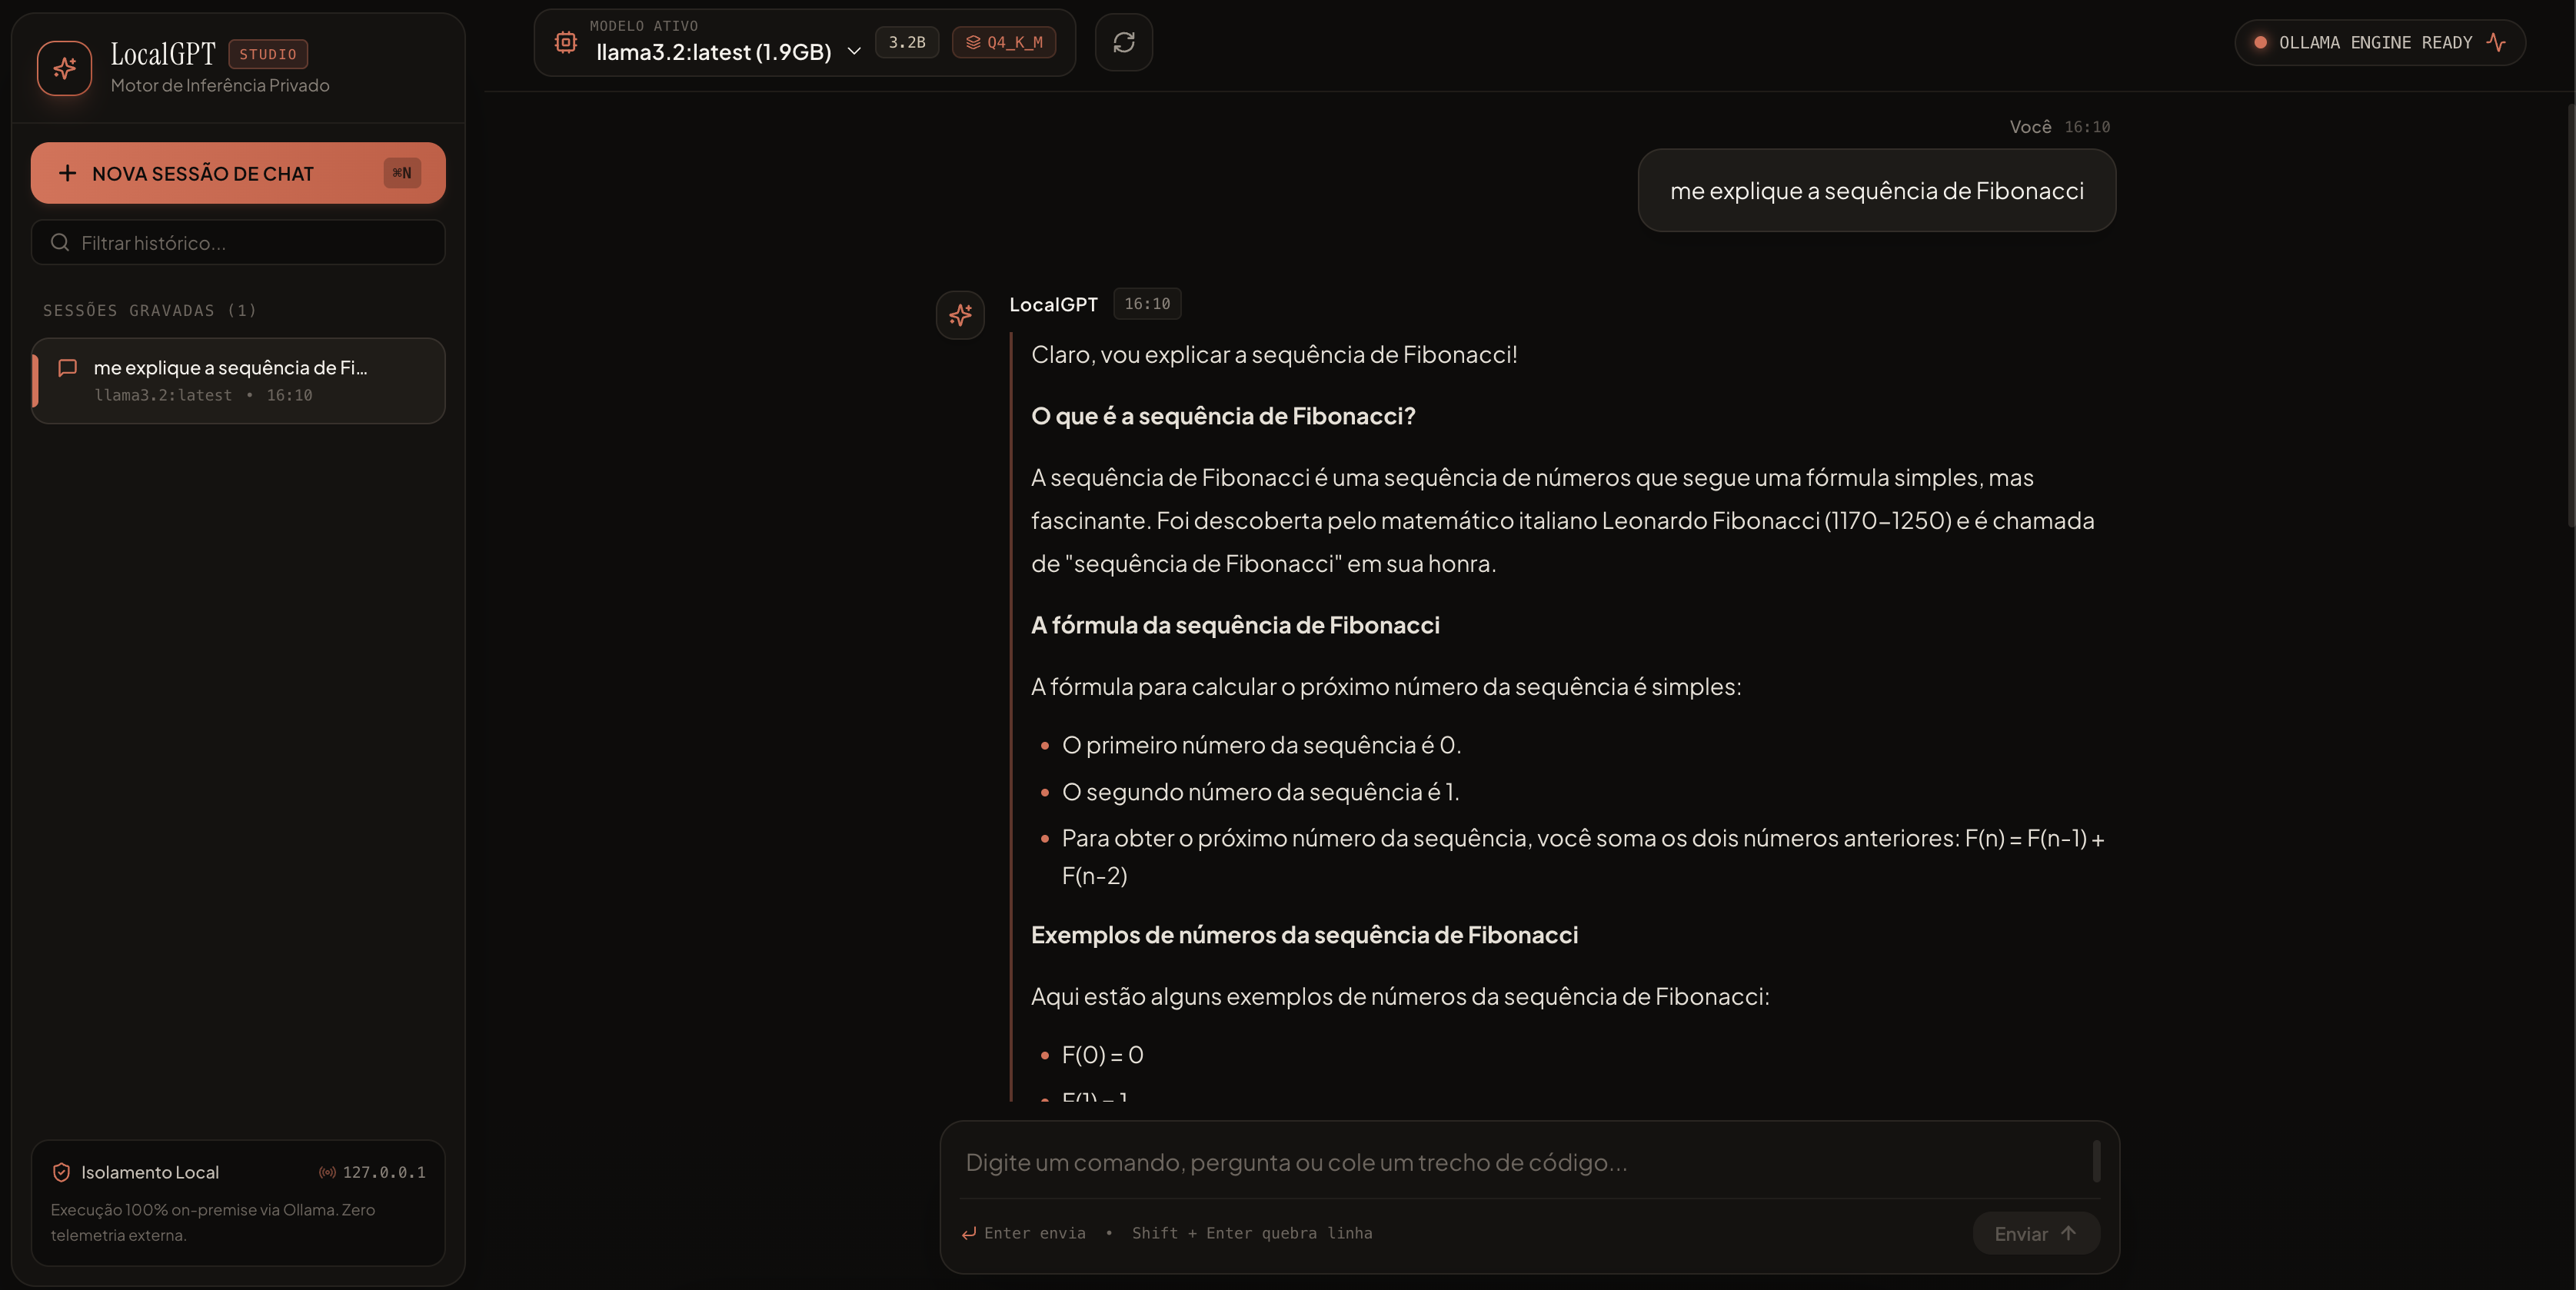 LocalGPT STUDIO
Motor de Inferência Privado
NOVA SESSÃO DE CHAT ⌘N
Filtrar histórico...
SESSÕES GRAVADAS (1)
me explique a sequência de Fi...
llama3.2:latest • 16:10
Isolamento Local 127.0.0.1
Execução 100% on-premise via Ollama. Zero
telemetria externa.
MODELO ATIVO
llama3.2:latest (1.9GB) 3.2B Q4_K_M
OLLAMA ENGINE READY
Você 16:10
me explique a sequência de Fibonacci
LocalGPT 16:10
Claro, vou explicar a sequência de Fibonacci!
O que é a sequência de Fibonacci?
A sequência de Fibonacci é uma sequência de números que segue uma fórmula simples, mas
fascinante. Foi descoberta pelo matemático italiano Leonardo Fibonacci (1170–1250) e é chamada
de "sequência de Fibonacci" em sua honra.
A fórmula da sequência de Fibonacci
A fórmula para calcular o próximo número da sequência é simples:
• O primeiro número da sequência é 0.
• O segundo número da sequência é 1.
• Para obter o próximo número da sequência, você soma os dois números anteriores: F(n) = F(n-1) +
F(n-2)
Exemplos de números da sequência de Fibonacci
Aqui estão alguns exemplos de números da sequência de Fibonacci:
• F(0) = 0
• F(1) = 1
Digite um comando, pergunta ou cole um trecho de código...
Enter envia • Shift + Enter quebra linha
Enviar